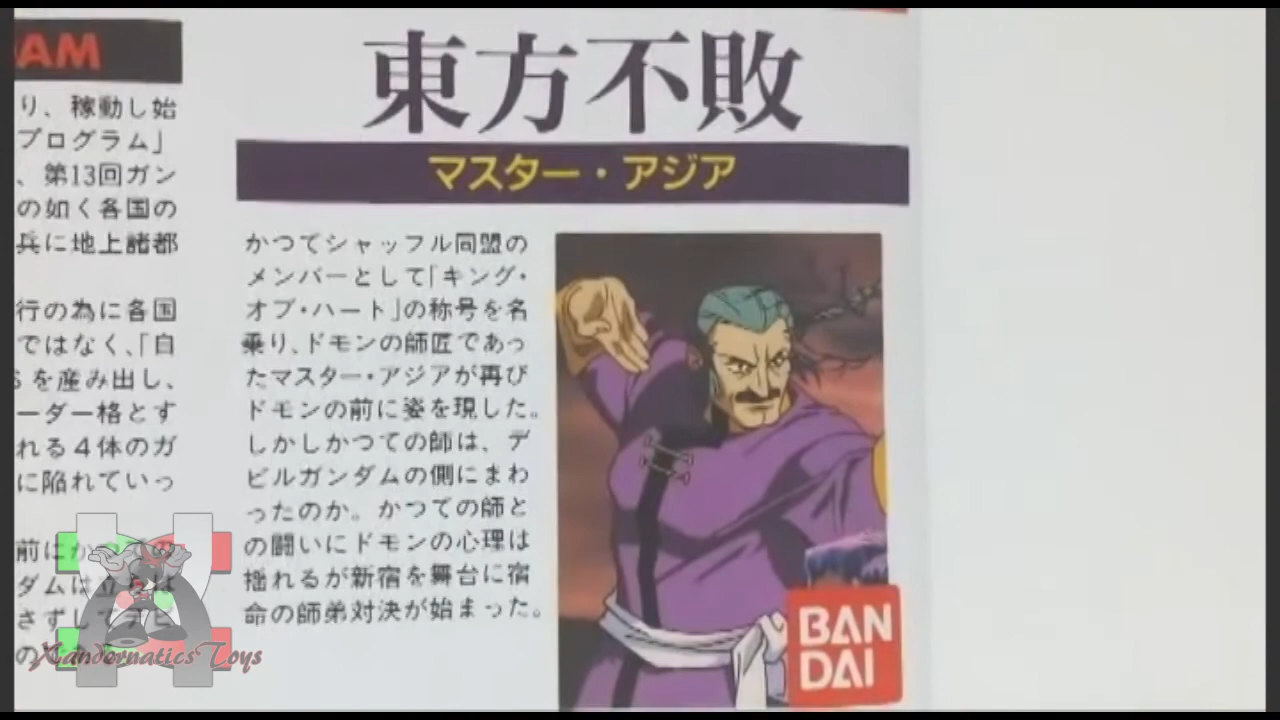 AM
り、稼動し始
プログラム」
、第13回ガン
の如く各国の
兵に地上諸都
行の為に各国
ではなく、「自
を産み出し、
ーダー格とす
れる4体のガ
に陥れていっ
前にか
ダムは
さずしてデビ
の
東方不敗
マスター・アジア
かつてシャッフル同盟の
メンバーとして「キング・
オブ・ハート」の称号を名
乗り、ドモンの師匠であっ
たマスター・アジアが再び
ドモンの前に姿を現した。
しかしかつての師は、デ
ビルガンダムの側にまわ
ったのか。かつての師と
の闘いにドモンの心理は
揺れるが新宿を舞台に宿
命の師弟対決が始まった。
BAN
DAI
Xandernatics Toys